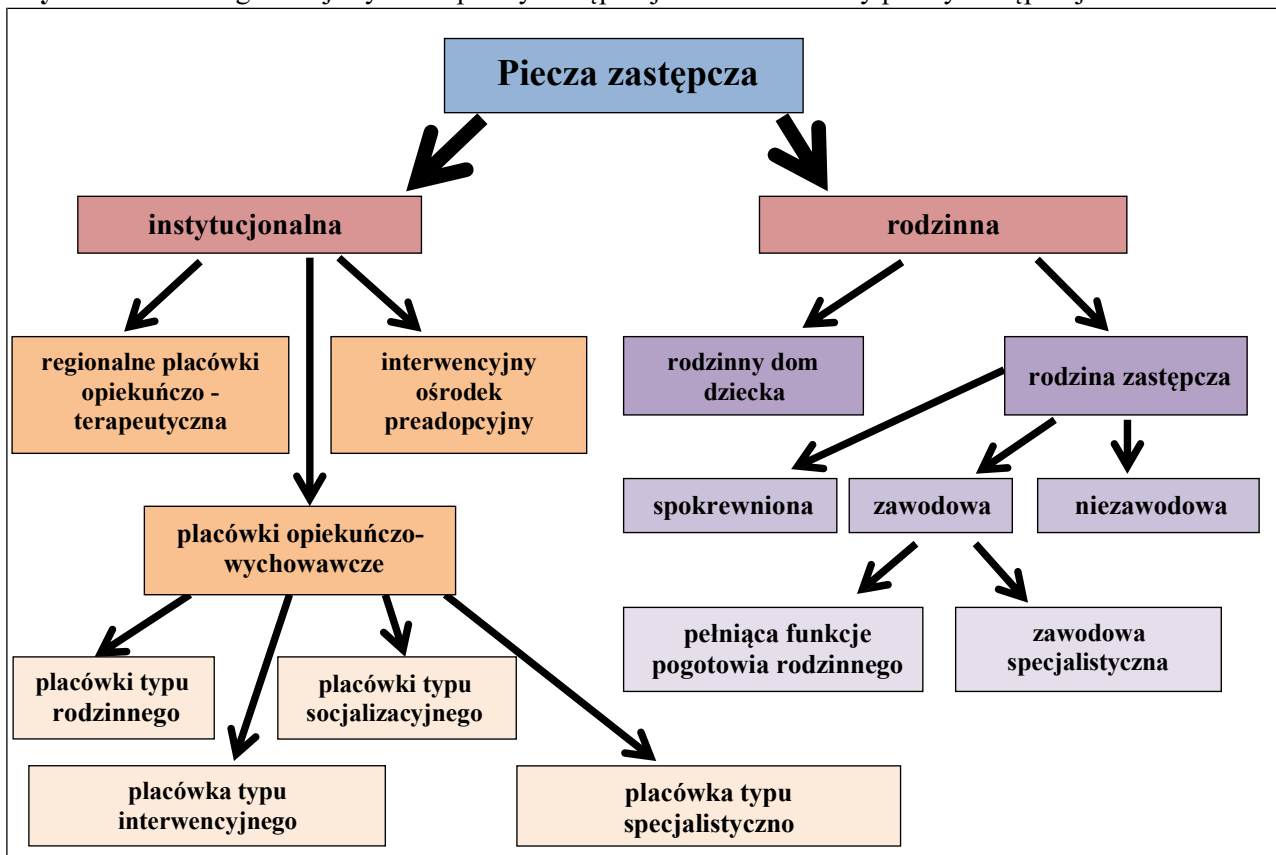 Piecza zastępcza
instytucjonalna
rodzinna
regionalne placówki
opiekuńczo -
terapeutyczna
interwencyjny
ośrodek
preadopcyjny
rodzinny dom
dziecka
rodzina zastępcza
spokrewniona
zawodowa
niezawodowa
placówki opiekuńczo-
wychowawcze
pełniąca funkcje
pogotowia rodzinnego
zawodowa
specjalistyczna
placówki typu
rodzinnego
placówki typu
socjalizacyjnego
placówka typu
interwencyjnego
placówka typu
specjalistyczno